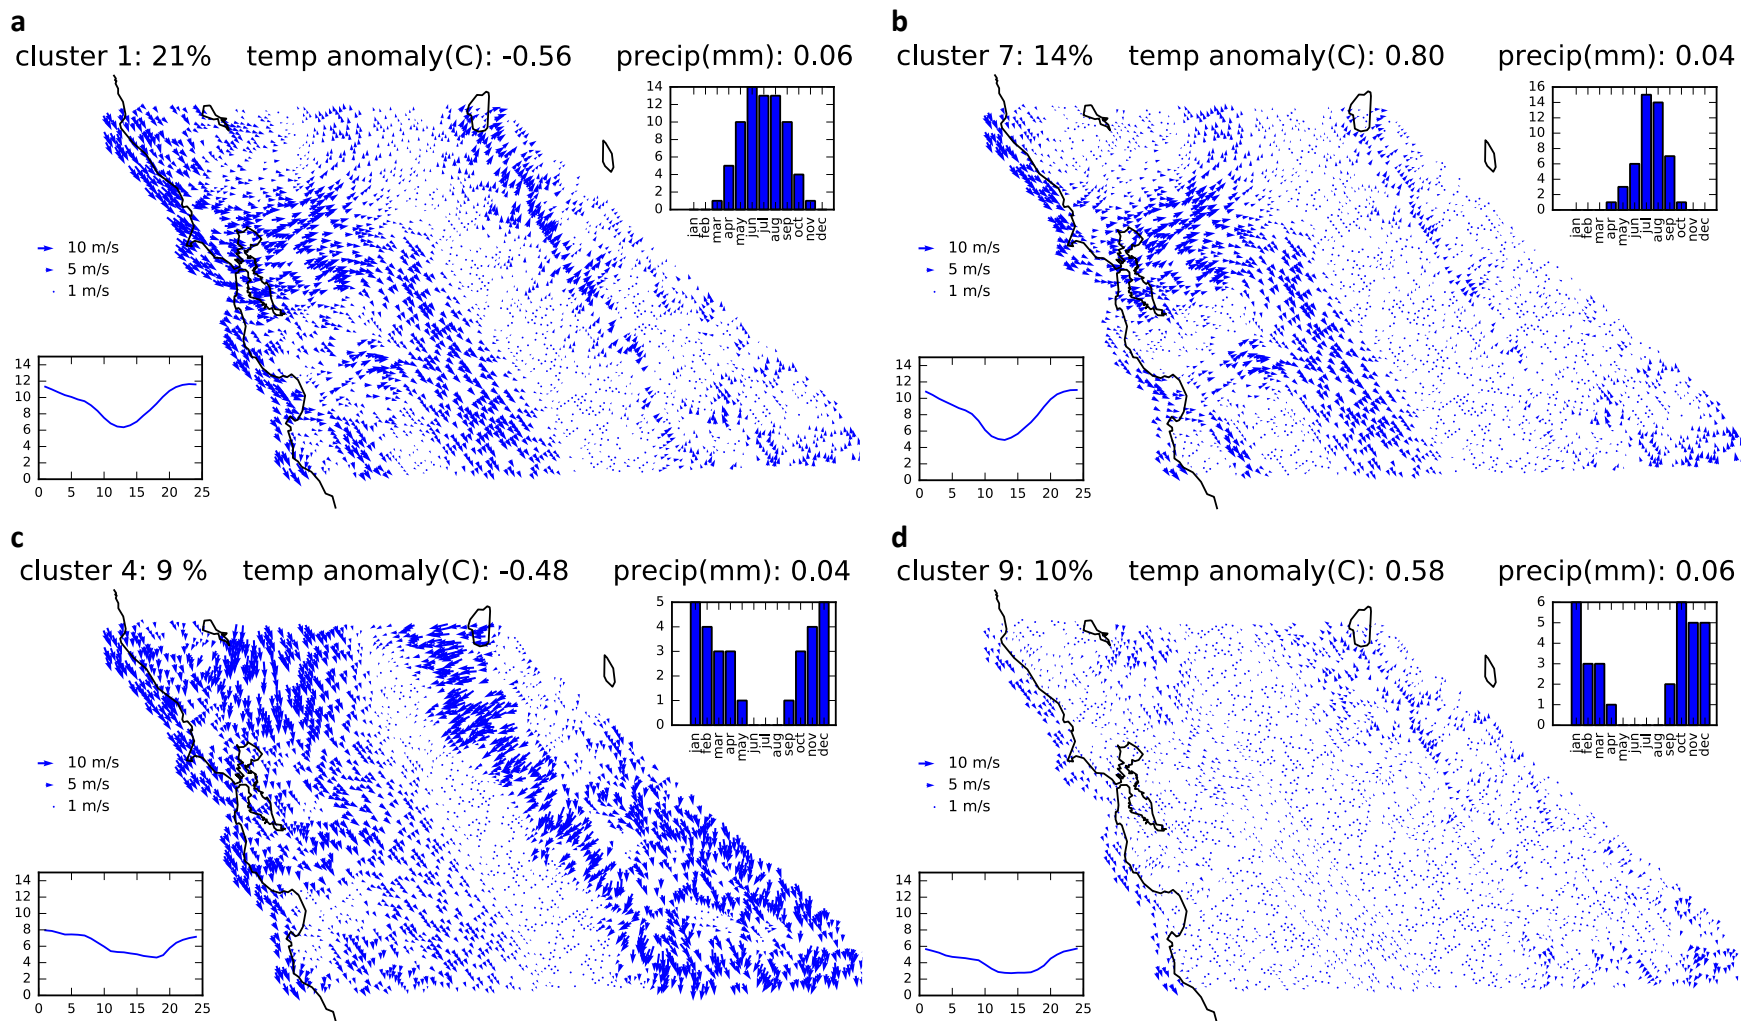 a
cluster 1: 21% temp anomaly(C): -0.56 precip(mm): 0.06
14
12
10
8
6
4
2
0
jan feb mar apr may jun jul aug sep oct nov dec
10 m/s
5 m/s
1 m/s
14
12
10
8
6
4
2
0
0 5 10 15 20 25
b
cluster 7: 14% temp anomaly(C): 0.80 precip(mm): 0.04
16
14
12
10
8
6
4
2
0
jan feb mar apr may jun jul aug sep oct nov dec
10 m/s
5 m/s
1 m/s
14
12
10
8
6
4
2
0
0 5 10 15 20 25
c
cluster 4: 9 % temp anomaly(C): -0.48 precip(mm): 0.04
5
4
3
2
1
0
jan feb mar apr may jun jul aug sep oct nov dec
10 m/s
5 m/s
1 m/s
14
12
10
8
6
4
2
0
0 5 10 15 20 25
d
cluster 9: 10% temp anomaly(C): 0.58 precip(mm): 0.06
6
5
4
3
2
1
0
jan feb mar apr may jun jul aug sep oct nov dec
10 m/s
5 m/s
1 m/s
14
12
10
8
6
4
2
0
0 5 10 15 20 25